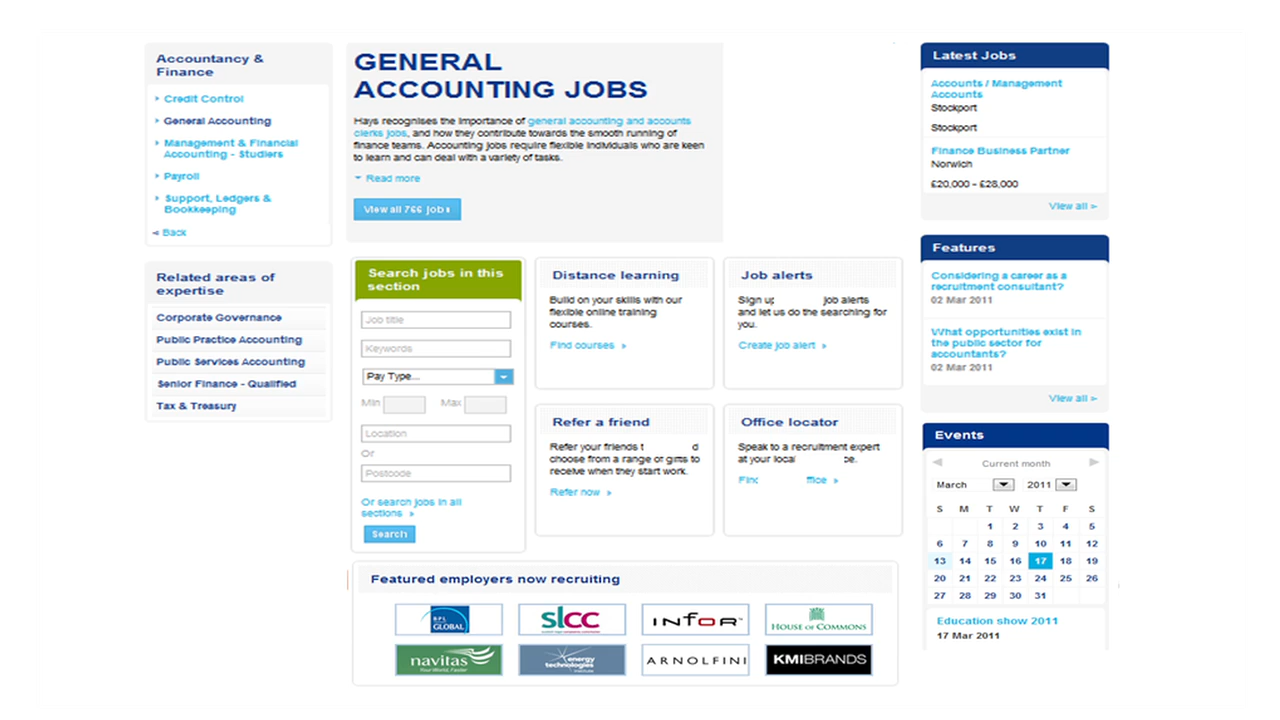 Accountancy &
Finance
Credit Control
General Accounting
Management & Financial
Accounting - Studiers
Payroll
Support, Ledgers &
Bookkeeping
Back
Related areas of
expertise
Corporate Governance
Public Practice Accounting
Public Services Accounting
Senior Finance - Qualified
Tax & Treasury
GENERAL
ACCOUNTING JOBS
Hays recognises the importance of general accounting and accounts
clerks jobs, and how they contribute towards the smooth running of
finance teams. Accounting jobs require flexible individuals who are keen
to learn and can deal with a variety of tasks.
Read more
View all 766 jobs
Search jobs in this
section
Job title
Keywords
Pay Type...
Min Max
Location
Or
Postcode
Or search jobs in all
sections »
Search
Distance learning
Build on your skills with our
flexible online training
courses.
Find courses »
Job alerts
Sign up job alerts
and let us do the searching for
you.
Create job alert »
Refer a friend
Refer your friends
choose from a range of gifts to
receive when they start work.
Refer now »
Office locator
Speak to a recruitment expert
at your local
Featured employers now recruiting
RPL
GLOBAL
slcc
INFOR
HOUSE OF COMMONS
navitas
Your World. Faster
energy
technologies
institute
ARNOLFINI
KMIBRANDS
Latest Jobs
Accounts / Management
Accounts
Stockport
Stockport
Finance Business Partner
Norwich
£20,000 - £28,000
View all >
Features
Considering a career as a
recruitment consultant?
02 Mar 2011
What opportunities exist in
the public sector for
accountants?
02 Mar 2011
View all >
Events
Current month
March 2011
S M T W T F S
1 2 3 4 5
6 7 8 9 10 11 12
13 14 15 16 17 18 19
20 21 22 23 24 25 26
27 28 29 30 31
Education show 2011
17 Mar 2011